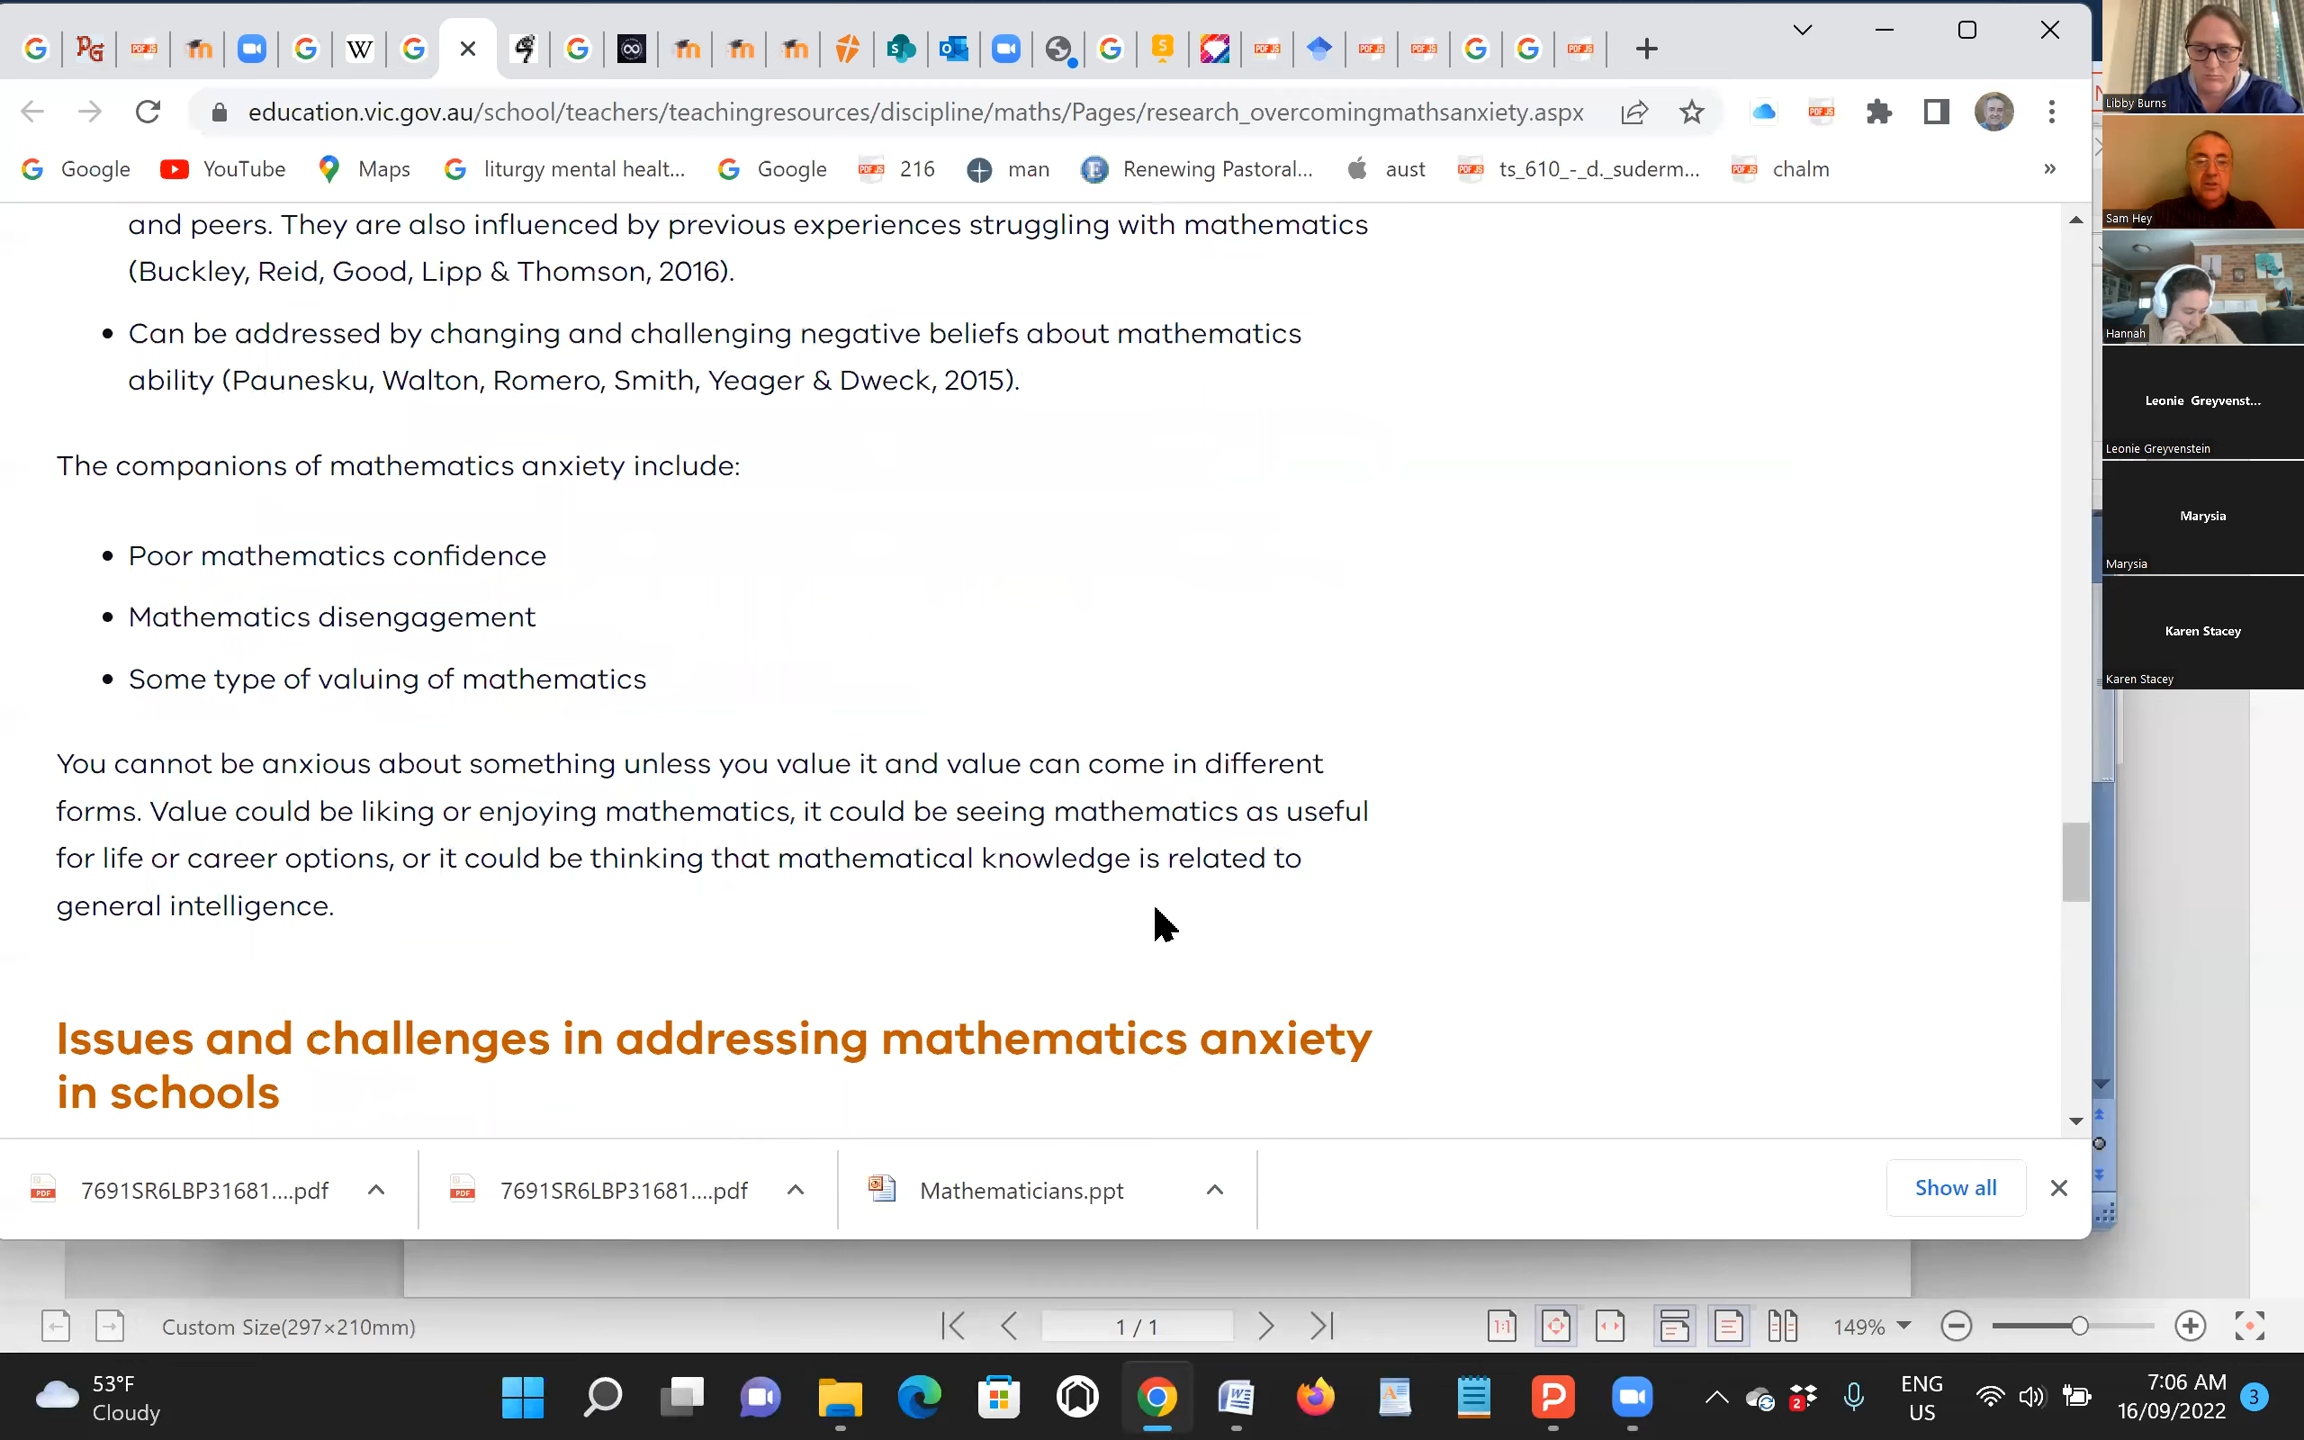 education.vic.gov.au/school/teachers/teachingresources/discipline/maths/Pages/research_overcomingmathsanxiety.aspx
Google YouTube Maps liturgy mental healt... Google 216 man Renewing Pastoral... aust ts_610_-_d._suderm... chalm »
and peers. They are also influenced by previous experiences struggling with mathematics
(Buckley, Reid, Good, Lipp & Thomson, 2016).
• Can be addressed by changing and challenging negative beliefs about mathematics
ability (Paunesku, Walton, Romero, Smith, Yeager & Dweck, 2015).
The companions of mathematics anxiety include:
• Poor mathematics confidence
• Mathematics disengagement
• Some type of valuing of mathematics
You cannot be anxious about something unless you value it and value can come in different
forms. Value could be liking or enjoying mathematics, it could be seeing mathematics as useful
for life or career options, or it could be thinking that mathematical knowledge is related to
general intelligence.
Issues and challenges in addressing mathematics anxiety
in schools
7691SR6LBP31681....pdf 7691SR6LBP31681....pdf Mathematicians.ppt Show all
Custom Size(297×210mm) 1 / 1 149%
53°F
Cloudy
ENG
US
7:06 AM
16/09/2022
3
Libby Burns
Sam Hey
Hannah
Leonie Greyvenst...
Leonie Greyvenstein
Marysia
Marysia
Karen Stacey
Karen Stacey